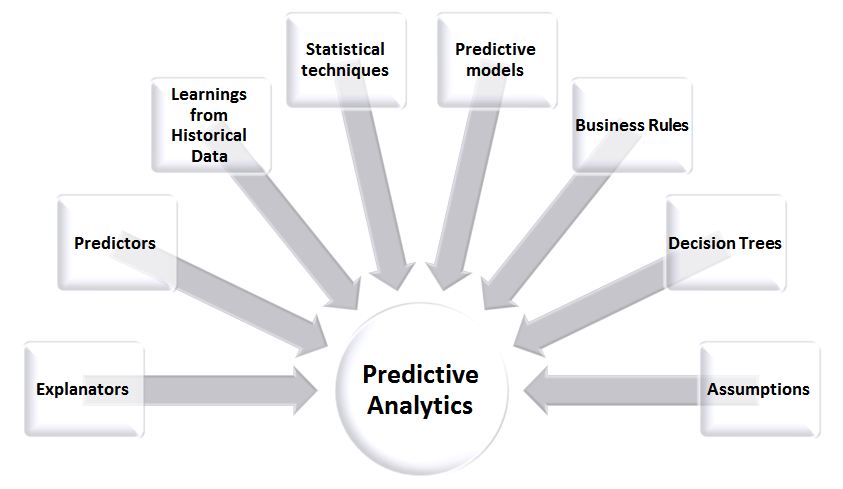 Statistical
techniques
Predictive
models
Learnings
from
Historical
Data
Business Rules
Predictors
Decision Trees
Explanators
Predictive
Analytics
Assumptions